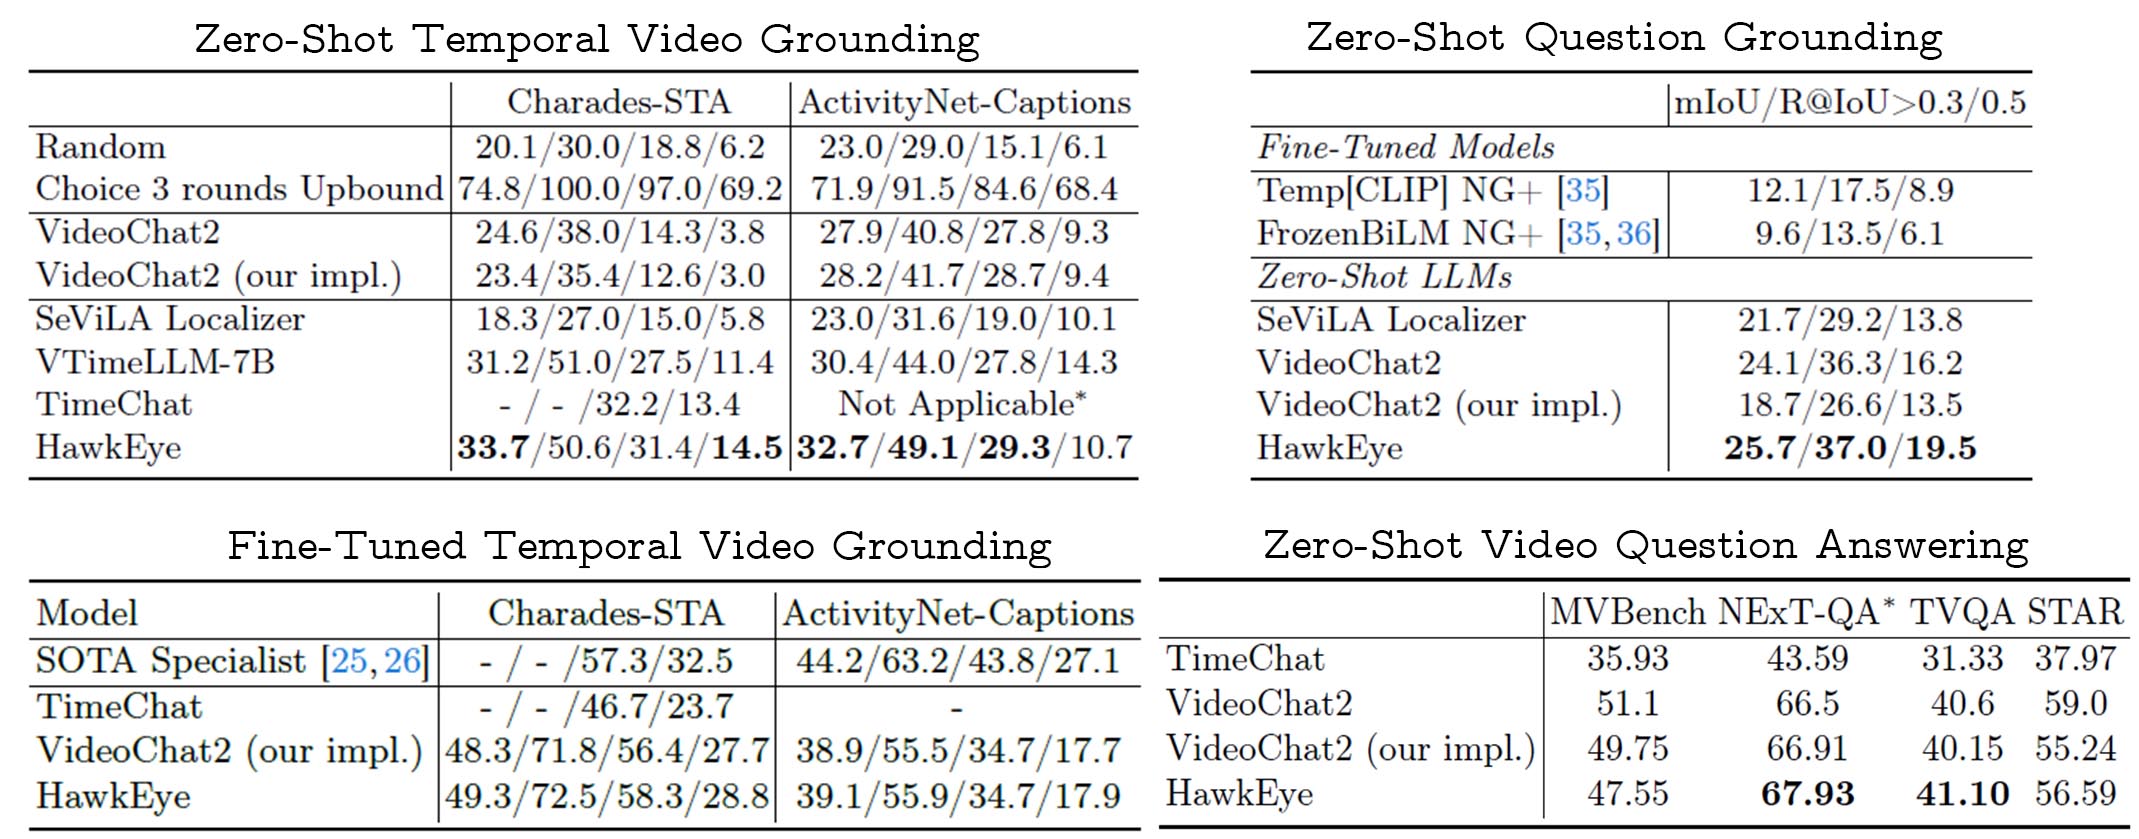 Zero-Shot Temporal Video Grounding
Charades-STA ActivityNet-Captions
Random 20.1/30.0/18.8/6.2 23.0/29.0/15.1/6.1
Choice 3 rounds Upbound 74.8/100.0/97.0/69.2 71.9/91.5/84.6/68.4
VideoChat2 24.6/38.0/14.3/3.8 27.9/40.8/27.8/9.3
VideoChat2 (our impl.) 23.4/35.4/12.6/3.0 28.2/41.7/28.7/9.4
SeViLA Localizer 18.3/27.0/15.0/5.8 23.0/31.6/19.0/10.1
VTimeLLM-7B 31.2/51.0/27.5/11.4 30.4/44.0/27.8/14.3
TimeChat - / - /32.2/13.4 Not Applicable*
HawkEye 33.7/50.6/31.4/14.5 32.7/49.1/29.3/10.7
Zero-Shot Question Grounding
mIoU/R@IoU>0.3/0.5
Fine-Tuned Models
Temp[CLIP] NG+ [35] 12.1/17.5/8.9
FrozenBiLM NG+ [35,36] 9.6/13.5/6.1
Zero-Shot LLMs
SeViLA Localizer 21.7/29.2/13.8
VideoChat2 24.1/36.3/16.2
VideoChat2 (our impl.) 18.7/26.6/13.5
HawkEye 25.7/37.0/19.5
Fine-Tuned Temporal Video Grounding
Model Charades-STA ActivityNet-Captions
SOTA Specialist [25,26] - / - /57.3/32.5 44.2/63.2/43.8/27.1
TimeChat - / - /46.7/23.7 -
VideoChat2 (our impl.) 48.3/71.8/56.4/27.7 38.9/55.5/34.7/17.7
HawkEye 49.3/72.5/58.3/28.8 39.1/55.9/34.7/17.9
Zero-Shot Video Question Answering
MVBench NExT-QA* TVQA STAR
TimeChat 35.93 43.59 31.33 37.97
VideoChat2 51.1 66.5 40.6 59.0
VideoChat2 (our impl.) 49.75 66.91 40.15 55.24
HawkEye 47.55 67.93 41.10 56.59